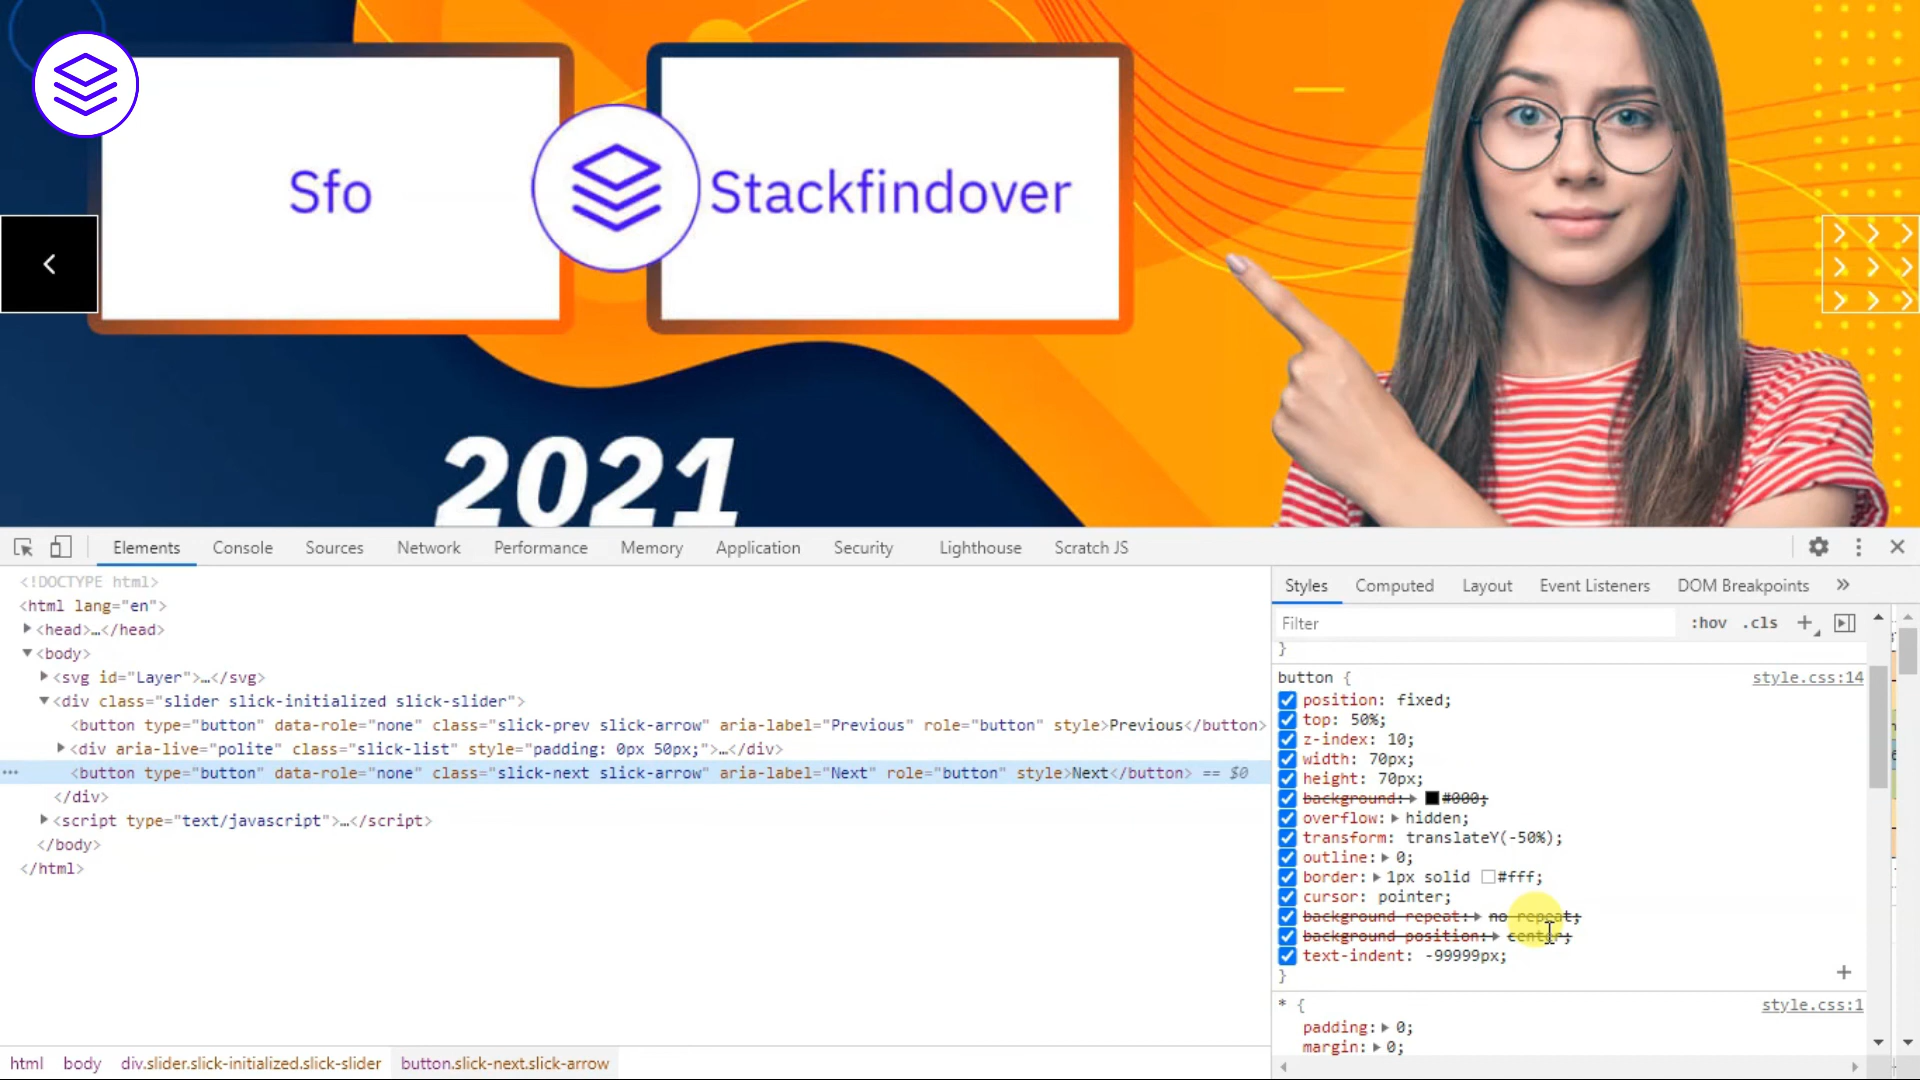 Sfo
Stackfindover
2021
Elements Console Sources Network Performance Memory Application Security Lighthouse Scratch JS
<!DOCTYPE html>
<html lang="en">
<head>…</head>
<body>
<svg id="Layer">…</svg>
<div class="slider slick-initialized slick-slider">
<button type="button" data-role="none" class="slick-prev slick-arrow" aria-label="Previous" role="button" style>Previous</button>
<div aria-live="polite" class="slick-list" style="padding: 0px 50px;">…</div>
<button type="button" data-role="none" class="slick-next slick-arrow" aria-label="Next" role="button" style>Next</button> == $0
</div>
<script type="text/javascript">…</script>
</body>
</html>
html body div.slider.slick-initialized.slick-slider button.slick-next.slick-arrow
Styles Computed Layout Event Listeners DOM Breakpoints »
Filter :hov .cls +
}
button { style.css:14
position: fixed;
top: 50%;
z-index: 10;
width: 70px;
height: 70px;
background: #000;
overflow: hidden;
transform: translateY(-50%);
outline: 0;
border: 1px solid #fff;
cursor: pointer;
background-repeat: no-repeat;
background-position: center;
text-indent: -99999px;
}
* { style.css:1
padding: 0;
margin: 0;